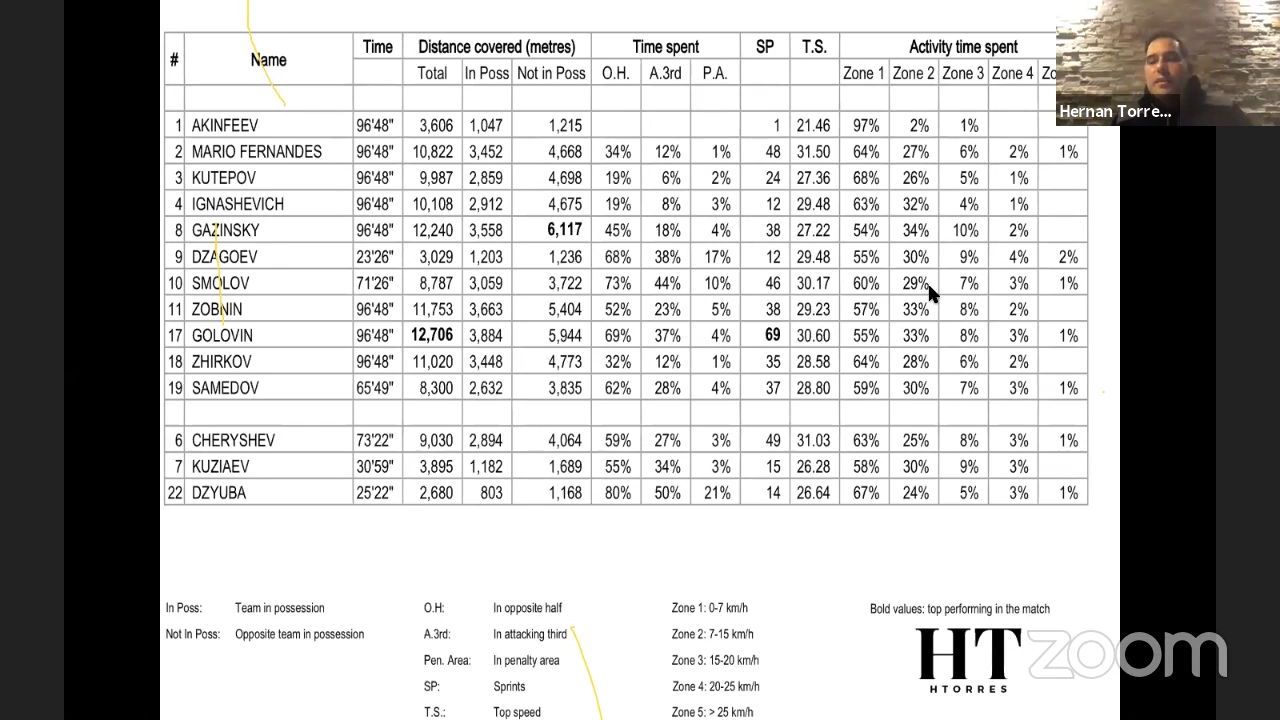 # Name Time Distance covered (metres) Time spent SP T.S. Activity time spent
Total In Poss Not in Poss O.H. A.3rd P.A. Zone 1 Zone 2 Zone 3 Zone 4 Zo
Hernan Torre...
1 AKINFEEV 96'48" 3,606 1,047 1,215 1 21.46 97% 2% 1%
2 MARIO FERNANDES 96'48" 10,822 3,452 4,668 34% 12% 1% 48 31.50 64% 27% 6% 2% 1%
3 KUTEPOV 96'48" 9,987 2,859 4,698 19% 6% 2% 24 27.36 68% 26% 5% 1%
4 IGNASHEVICH 96'48" 10,108 2,912 4,675 19% 8% 3% 12 29.48 63% 32% 4% 1%
8 GAZINSKY 96'48" 12,240 3,558 6,117 45% 18% 4% 38 27.22 54% 34% 10% 2%
9 DZAGOEV 23'26" 3,029 1,203 1,236 68% 38% 17% 12 29.48 55% 30% 9% 4% 2%
10 SMOLOV 71'26" 8,787 3,059 3,722 73% 44% 10% 46 30.17 60% 29% 7% 3% 1%
11 ZOBNIN 96'48" 11,753 3,663 5,404 52% 23% 5% 38 29.23 57% 33% 8% 2%
17 GOLOVIN 96'48" 12,706 3,884 5,944 69% 37% 4% 69 30.60 55% 33% 8% 3% 1%
18 ZHIRKOV 96'48" 11,020 3,448 4,773 32% 12% 1% 35 28.58 64% 28% 6% 2%
19 SAMEDOV 65'49" 8,300 2,632 3,835 62% 28% 4% 37 28.80 59% 30% 7% 3% 1%
6 CHERYSHEV 73'22" 9,030 2,894 4,064 59% 27% 3% 49 31.03 63% 25% 8% 3% 1%
7 KUZIAEV 30'59" 3,895 1,182 1,689 55% 34% 3% 15 26.28 58% 30% 9% 3%
22 DZYUBA 25'22" 2,680 803 1,168 80% 50% 21% 14 26.64 67% 24% 5% 3% 1%
In Poss: Team in possession O.H: In opposite half Zone 1: 0-7 km/h Bold values: top performing in the match
Not In Poss: Opposite team in possession A.3rd: In attacking third Zone 2: 7-15 km/h
Pen. Area: In penalty area Zone 3: 15-20 km/h
SP: Sprints Zone 4: 20-25 km/h
T.S.: Top speed Zone 5: > 25 km/h
HT
HTORRES
zoom